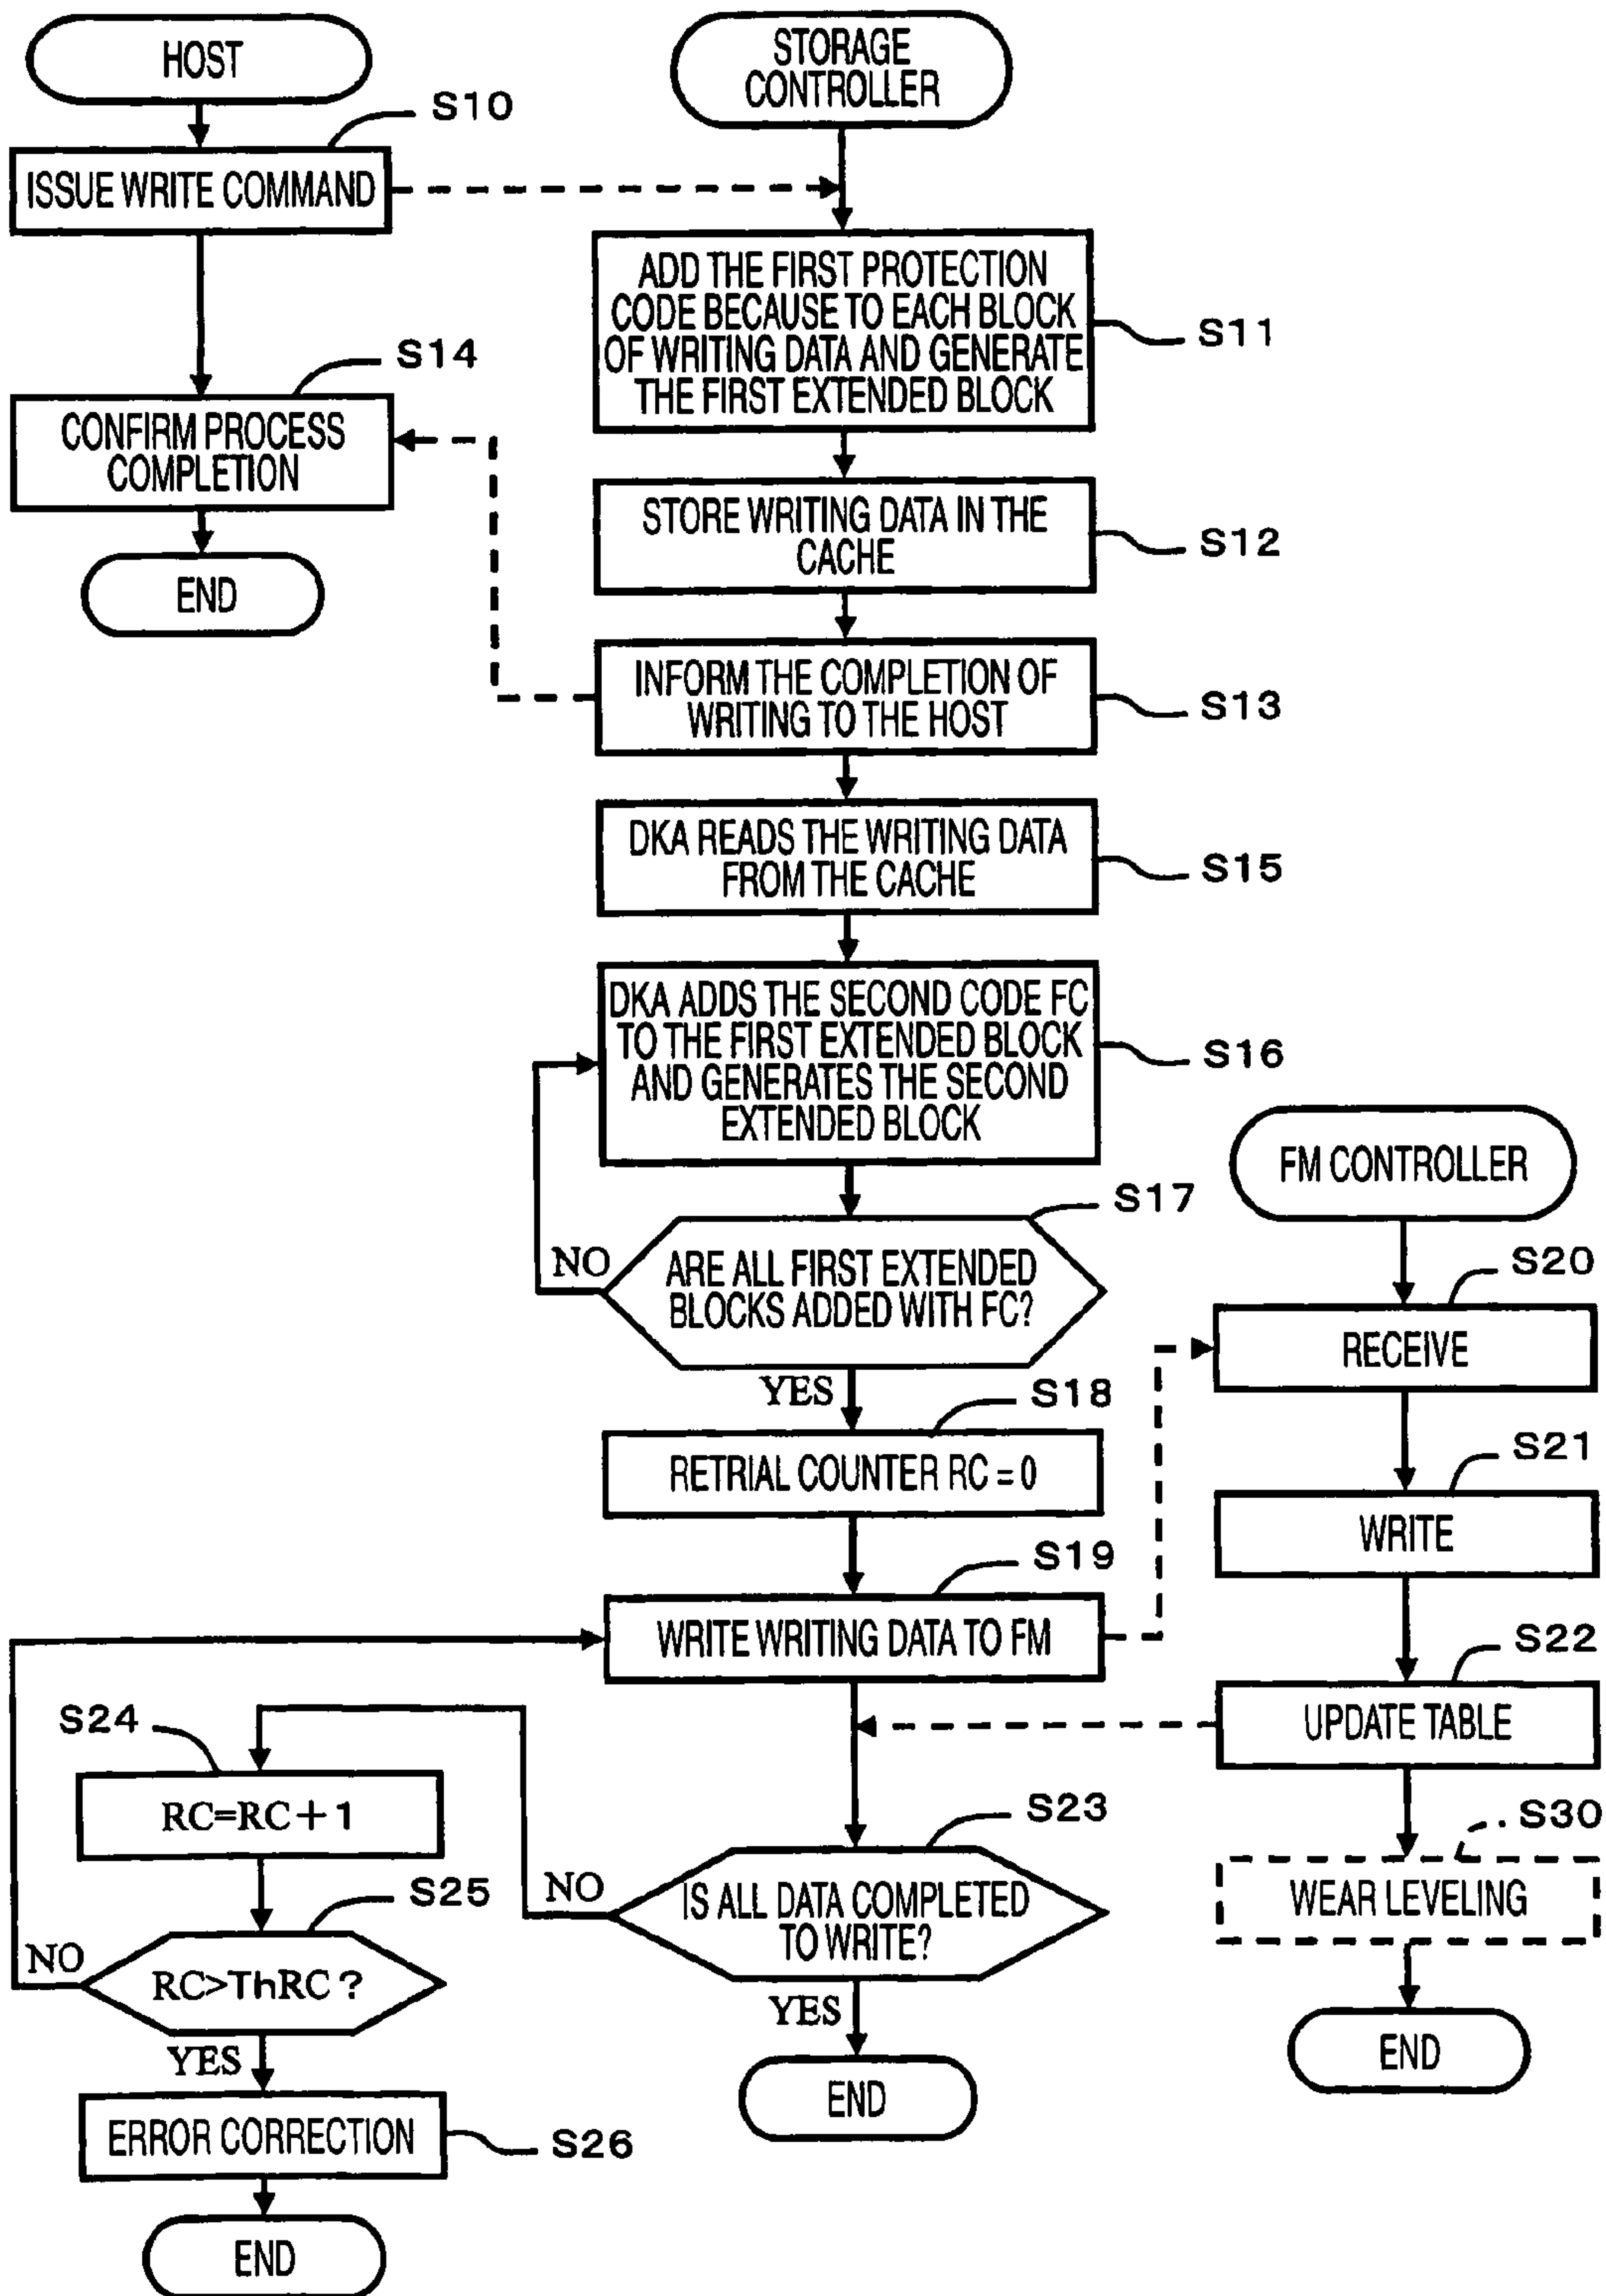 HOST
S10
ISSUE WRITE COMMAND
S14
CONFIRM PROCESS
COMPLETION
END
STORAGE
CONTROLLER
ADD THE FIRST PROTECTION
CODE BECAUSE TO EACH BLOCK
OF WRITING DATA AND GENERATE
THE FIRST EXTENDED BLOCK
S11
STORE WRITING DATA IN THE
CACHE
S12
INFORM THE COMPLETION OF
WRITING TO THE HOST
S13
DKA READS THE WRITING DATA
FROM THE CACHE
S15
DKA ADDS THE SECOND CODE FC
TO THE FIRST EXTENDED BLOCK
AND GENERATES THE SECOND
EXTENDED BLOCK
S16
S17
ARE ALL FIRST EXTENDED
BLOCKS ADDED WITH FC?
NO
YES
S18
RETRIAL COUNTER RC = 0
S19
WRITE WRITING DATA TO FM
S23
IS ALL DATA COMPLETED
TO WRITE?
NO
YES
END
S24
RC=RC+1
S25
RC>ThRC?
NO
YES
ERROR CORRECTION
S26
END
FM CONTROLLER
S20
RECEIVE
S21
WRITE
S22
UPDATE TABLE
S30
WEAR LEVELING
END